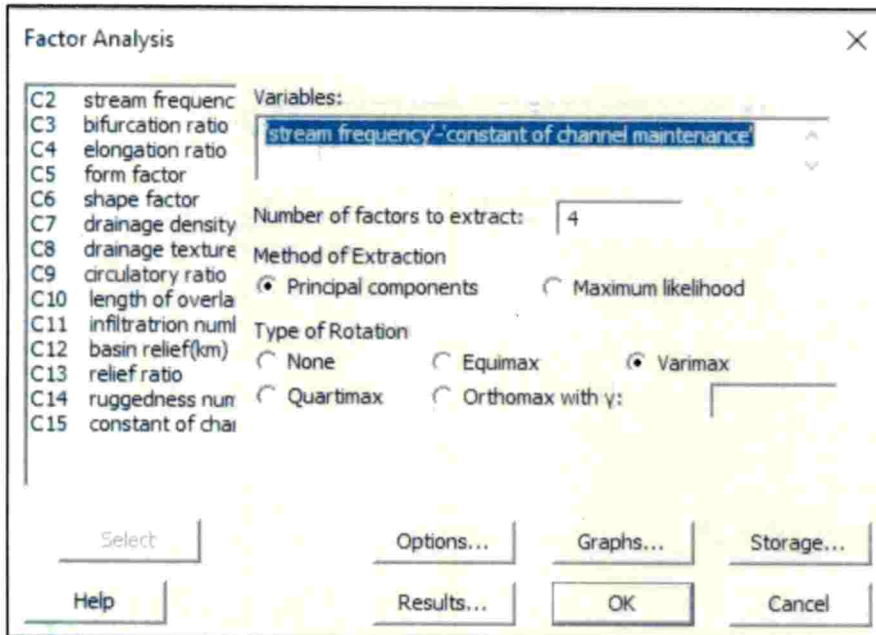 Factor Analysis
C2 stream frequenc
C3 bifurcation ratio
C4 elongation ratio
C5 form factor
C6 shape factor
C7 drainage density
C8 drainage texture
C9 circulatory ratio
C10 length of overla
C11 infiltratrion numl
C12 basin relief(km)
C13 relief ratio
C14 ruggedness num
C15 constant of char
Variables:
'stream frequency'-'constant of channel maintenance'
Number of factors to extract: 4
Method of Extraction
Principal components Maximum likelihood
Type of Rotation
None Equimax Varimax
Quartimax Orthomax with γ:
Select Options... Graphs... Storage...
Help Results... OK Cancel